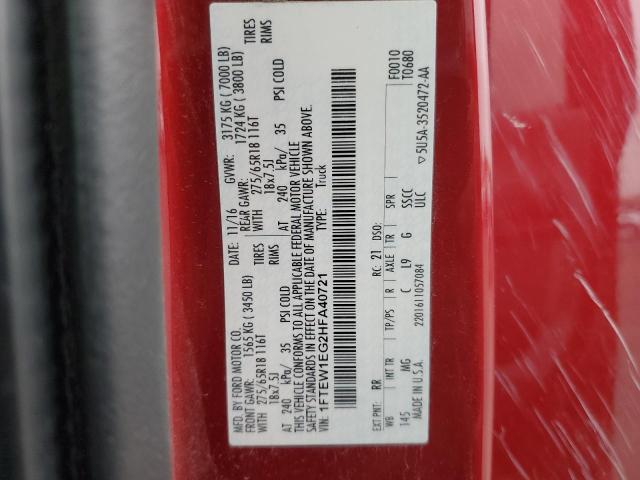 MFD. BY FORD MOTOR CO.
DATE: 11/16 GVWR: 3175 KG ( 7000 LB)
FRONT GAWR: 1565 KG ( 3450 LB)
REAR GAWR: 1724 KG ( 3800 LB)
WITH 275/65R18 116T TIRES
WITH 275/65R18 116T TIRES
18x7.5J RIMS
18x7.5J RIMS
AT 240 kPa/ 35 PSI COLD
AT 240 kPa/ 35 PSI COLD
THIS VEHICLE CONFORMS TO ALL APPLICABLE FEDERAL MOTOR VEHICLE
SAFETY STANDARDS IN EFFECT ON THE DATE OF MANUFACTURE SHOWN ABOVE.
VIN: 1FTEW1EG2HFA40721 TYPE: Truck
F0010
T0680
EXT PNT: RR RC: 21 DSO:
WB INT TR TP/PS R AXLE TR SPR
145 MG C L9 G SSCC
MADE IN U.S.A. 2201611057084 ULC
▽5U5A-3520472-AA